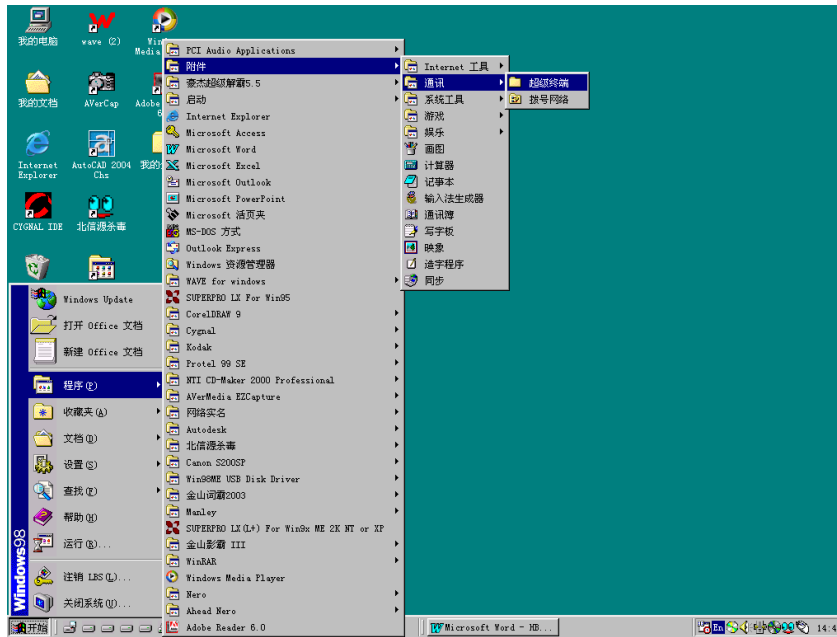 我的电脑
wave (2)
我的文档
AVerCap
Internet
Explorer
AutoCAD 2004
Chs
CYGNAL IDE
北信源杀毒
Windows Update
打开 Office 文档
新建 Office 文档
程序(P)
收藏夹(A)
文档(D)
设置(S)
查找(F)
帮助(H)
运行(R)...
注销 LBS(L)...
关闭系统(U)...
Windows98
PCI Audio Applications
附件
豪杰超级解霸5.5
启动
Internet Explorer
Microsoft Access
Microsoft Word
Microsoft Excel
Microsoft Outlook
Microsoft PowerPoint
Microsoft 活页夹
MS-DOS 方式
Outlook Express
Windows 资源管理器
WAVE for windows
SUPERPRO LX For Win95
CorelDRAW 9
Cygnal
Kodak
Protel 99 SE
NTI CD-Maker 2000 Professional
AVerMedia EZCapture
网络实名
Autodesk
北信源杀毒
Canon S200SP
Win98ME USB Disk Driver
金山词霸2003
Manley
SUPERPRO LX(L+) For Win9x ME 2K NT or XP
金山影霸 III
WinRAR
Windows Media Player
Nero
Ahead Nero
Adobe Reader 6.0
Internet 工具
通讯
系统工具
游戏
娱乐
画图
计算器
记事本
输入法生成器
通讯簿
写字板
映象
造字程序
同步
超级终端
拨号网络
开始
Microsoft Word - HB...
En